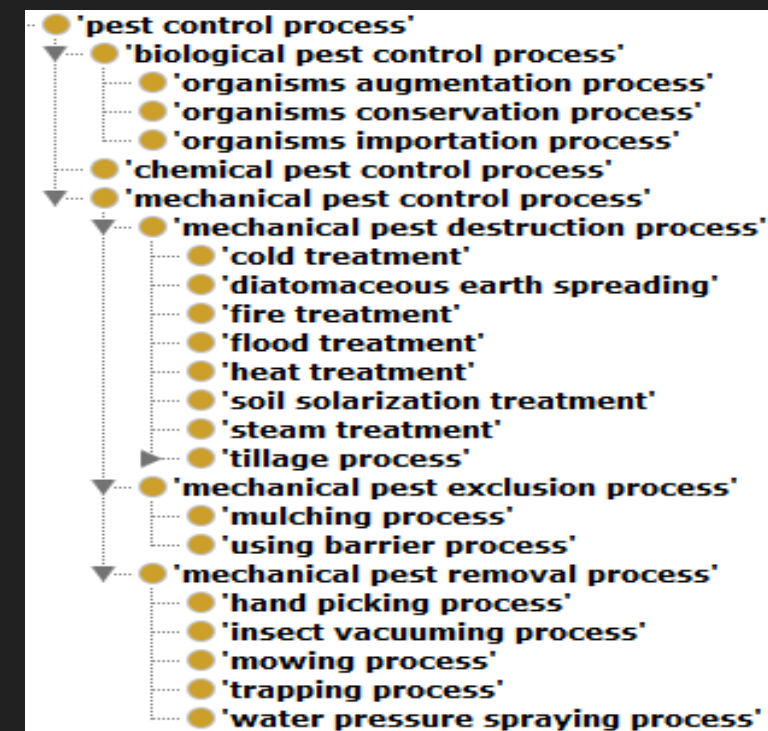 'pest control process'
'biological pest control process'
'organisms augmentation process'
'organisms conservation process'
'organisms importation process'
'chemical pest control process'
'mechanical pest control process'
'mechanical pest destruction process'
'cold treatment'
'diatomaceous earth spreading'
'fire treatment'
'flood treatment'
'heat treatment'
'soil solarization treatment'
'steam treatment'
'tillage process'
'mechanical pest exclusion process'
'mulching process'
'using barrier process'
'mechanical pest removal process'
'hand picking process'
'insect vacuuming process'
'mowing process'
'trapping process'
'water pressure spraying process'